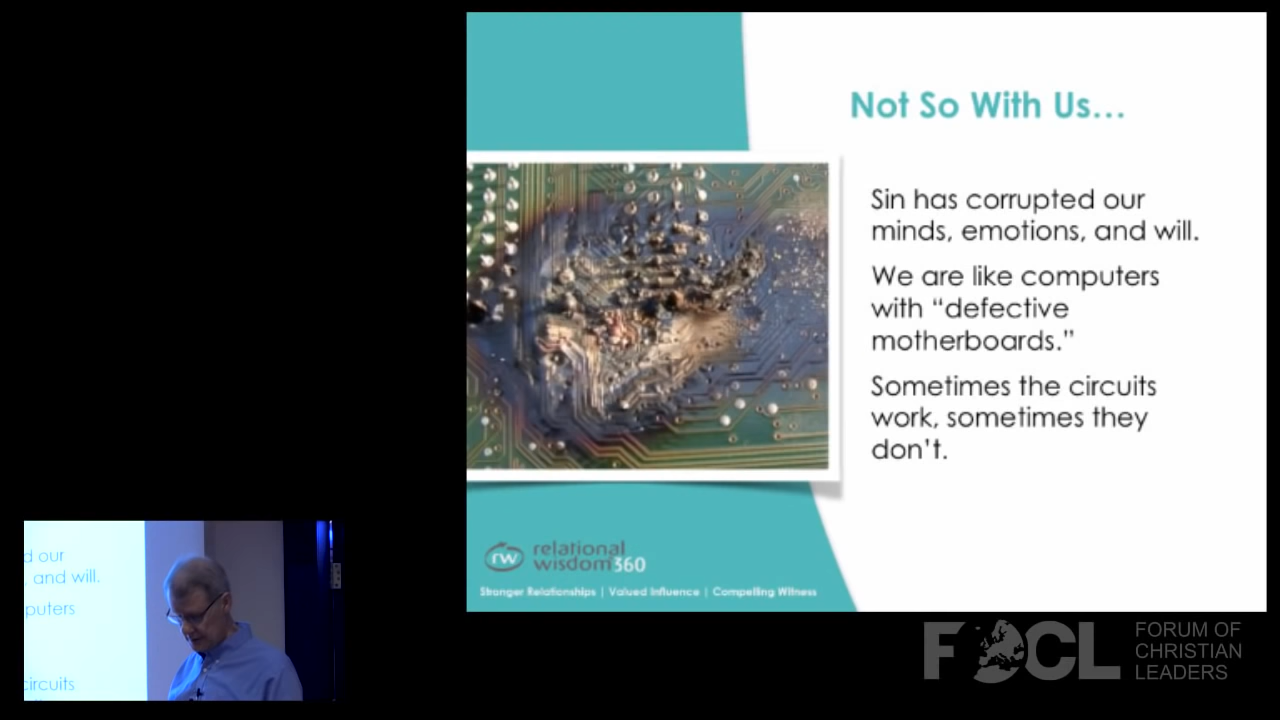 Not So With Us…
Sin has corrupted our
minds, emotions, and will.
We are like computers
with “defective
motherboards.”
Sometimes the circuits
work, sometimes they
don’t.
rw relational
wisdom360
Stronger Relationships | Valued Influence | Compelling Witness
d our
, and will.
puters
circuits
FOCL
FORUM OF
CHRISTIAN
LEADERS